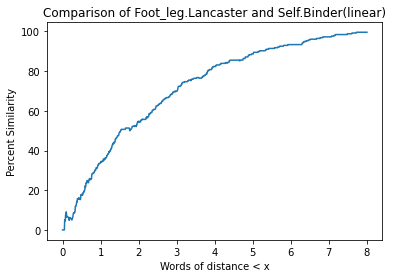 Comparison of Foot_leg.Lancaster and Self.Binder(linear)
Percent Similarity
100
80
60
40
20
0
0 1 2 3 4 5 6 7 8
Words of distance < x